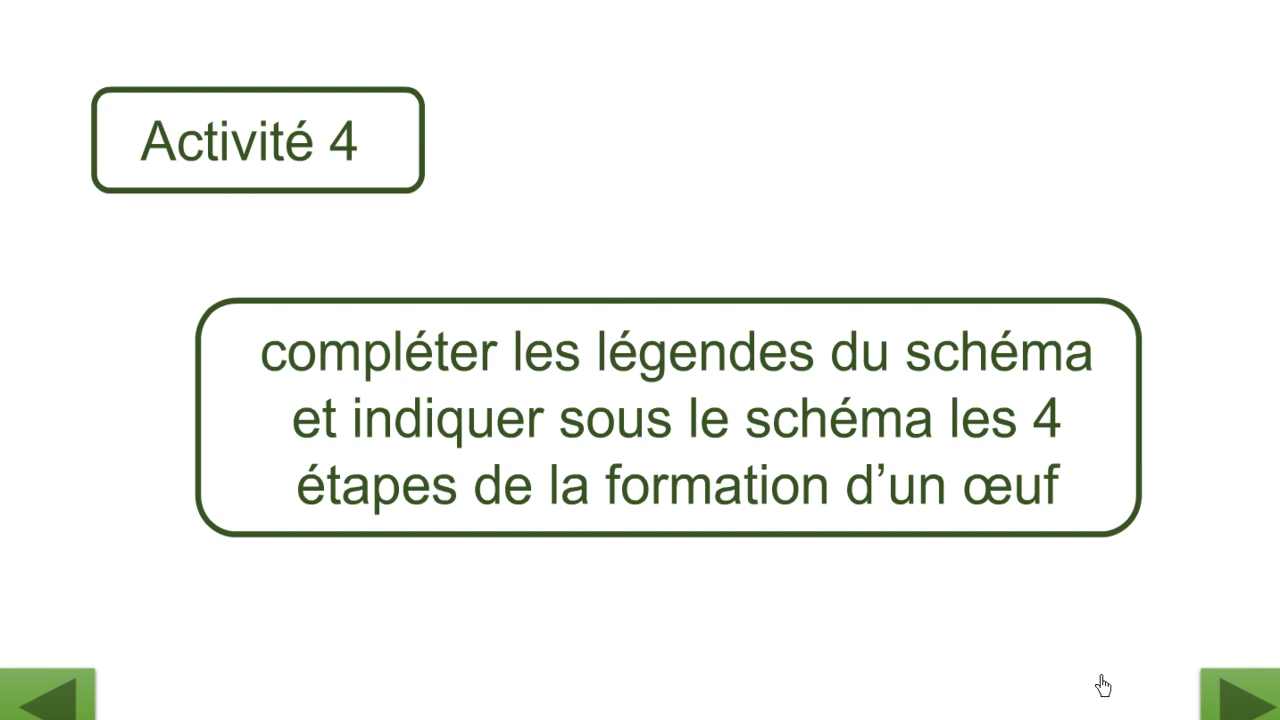 Activité 4
compléter les légendes du schéma
et indiquer sous le schéma les 4
étapes de la formation d’un œuf